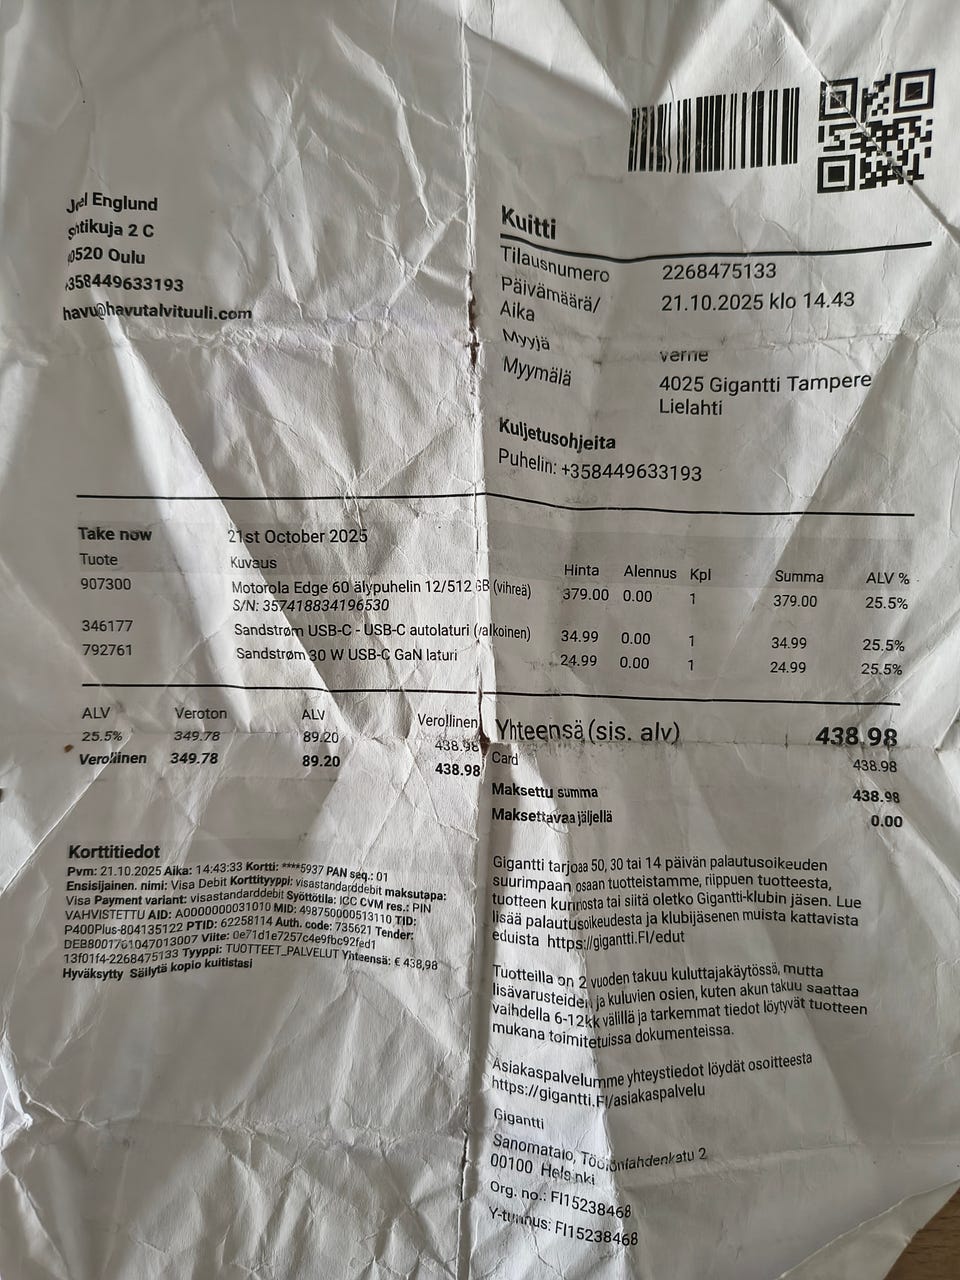 Englund
2 C
Oulu
358449633193
havu@havutalvituuli.com
Kuitti
Tilausnumero 2268475133
Päivämäärä/ 21.10.2025 klo 14.43
Aika
Myyjä verne
Myymälä 4025 Gigantti Tampere
Lielahti
Kuljetusohjeita
Puhelin: +358449633193
Take now 21st October 2025
Tuote Kuvaus Hinta Alennus Kpl Summa ALV %
907300 Motorola Edge 60 älypuhelin 12/512 GB (vihreä) 379.00 0.00 1 379.00 25.5%
S/N: 357418834196530
346177 Sandstrøm USB-C - USB-C autolaturi (valkoinen) 34.99 0.00 1 34.99 25.5%
792761 Sandstrøm 30 W USB-C GaN laturi 24.99 0.00 1 24.99 25.5%
ALV Veroton ALV Verollinen
25.5% 349.78 89.20 438.98
Verollinen 349.78 89.20 438.98
Yhteensä (sis. alv) 438.98
Card 438.98
Maksettu summa 438.98
Maksettavaa jäljellä 0.00
Korttitiedot
Pvm: 21.10.2025 Aika: 14:43:33 Kortti: ****5937 PAN seq.: 01
Ensisijainen. nimi: Visa Debit Korttityyppi: visastandarddebit maksutapa:
Visa Payment variant: visastandarddebit Syöttötila: ICC CVM res.: PIN
VAHVISTETTU AID: A0000000031010 MID: 498750000513110 TID:
P400Plus-804135122 PTID: 62258114 Auth. code: 735621 Tender:
DEB8001761047013007 Viite: 0e71d1e7257c4e9fbc92fed1
13f01f4-2268475133 Tyyppi: TUOTTEET_PALVELUT Yhteensä: € 438,98
Hyväksytty Säilytä kopio kuitistasi
Gigantti tarjoaa 50, 30 tai 14 päivän palautusoikeuden
suurimpaan osaan tuotteistamme, riippuen tuotteesta,
tuotteen kunnosta tai siitä oletko Gigantti-klubin jäsen. Lue
lisää palautusoikeudesta ja klubijäsenen muista kattavista
eduista https://gigantti.FI/edut
Tuotteilla on 2 vuoden takuu kuluttajakäytössä, mutta
lisävarusteiden ja kuluvien osien, kuten akun takuu saattaa
vaihdella 6-12kk välillä ja tarkemmat tiedot löytyvät tuotteen
mukana toimitetuissa dokumenteissa.
Asiakaspalvelumme yhteystiedot löydät osoitteesta
https://gigantti.FI/asiakaspalvelu
Gigantti
Sanomatalo, Töölönlahdenkatu 2
00100 Helsinki
Org. no.: FI15238468
Y-tunnus: FI15238468